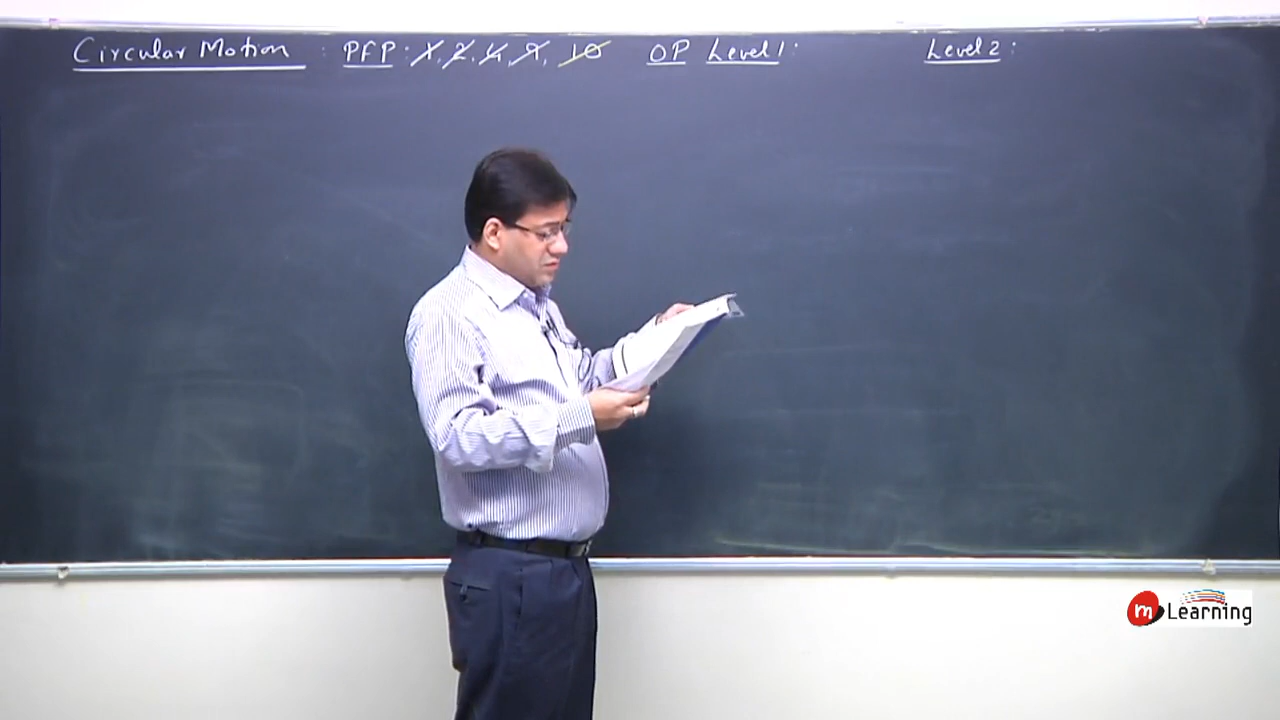 Circular Motion : PFP : 1, 2, 4, 9, 10 OP Level 1 : Level 2 :
m Learning